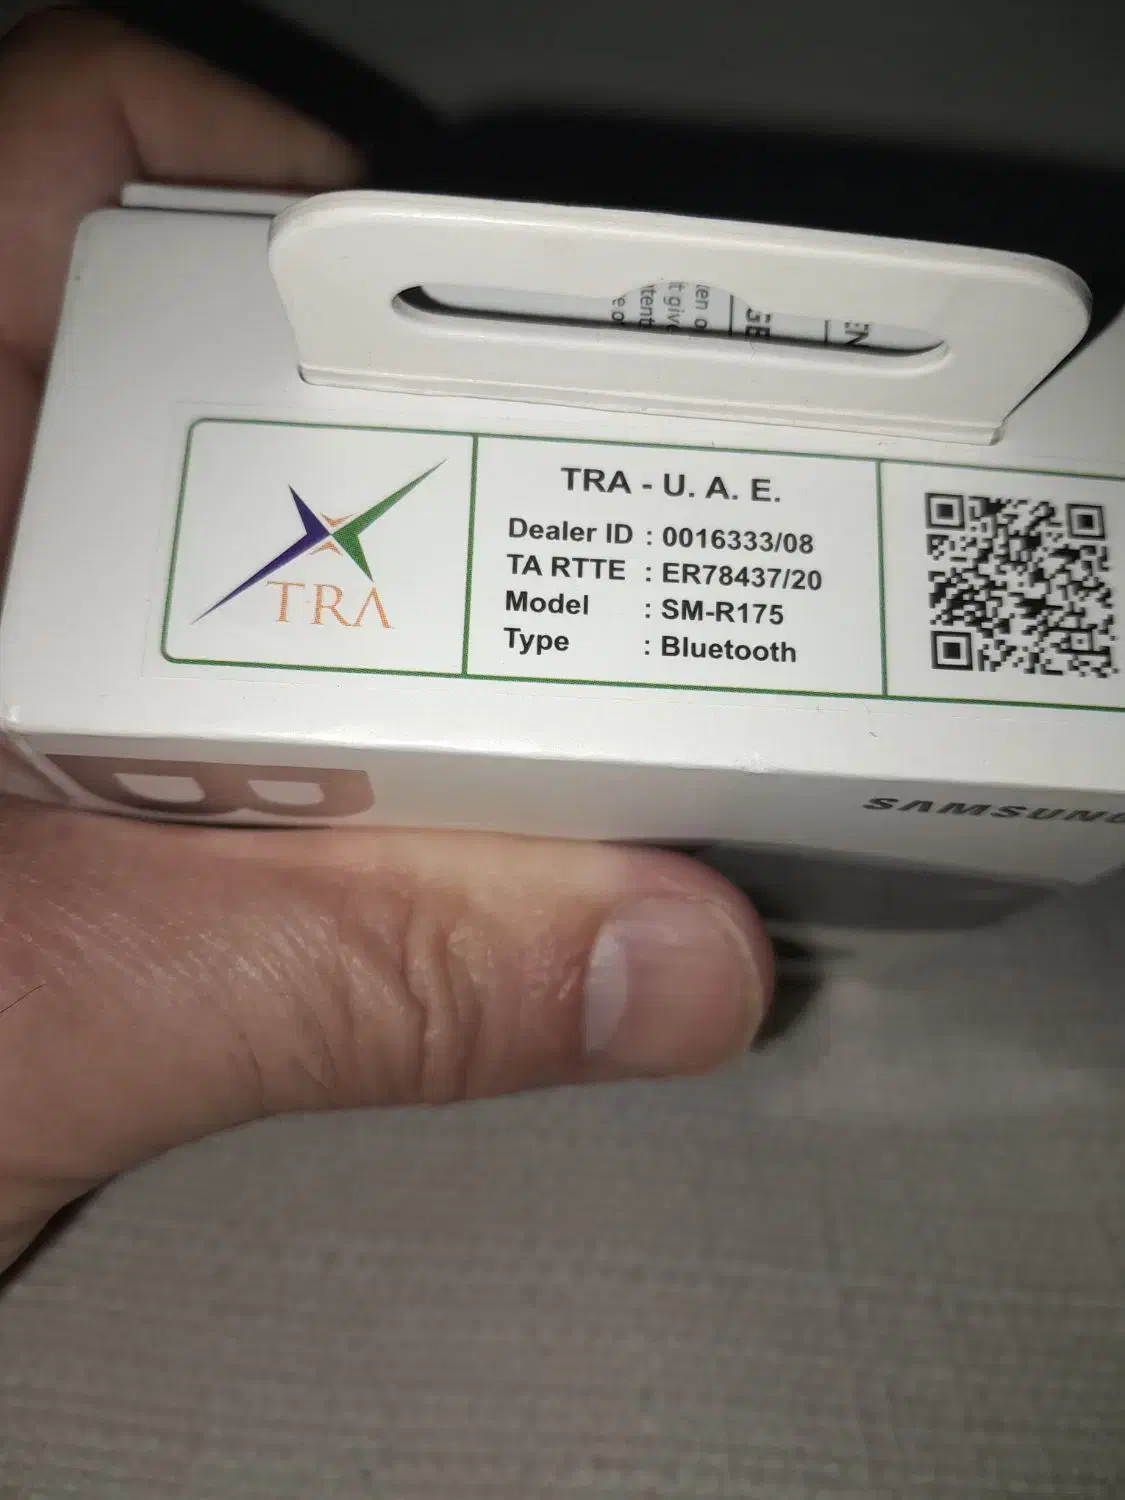 TRA
TRA - U. A. E.
Dealer ID : 0016333/08
TA RTTE : ER78437/20
Model : SM-R175
Type : Bluetooth
SAMSUNG